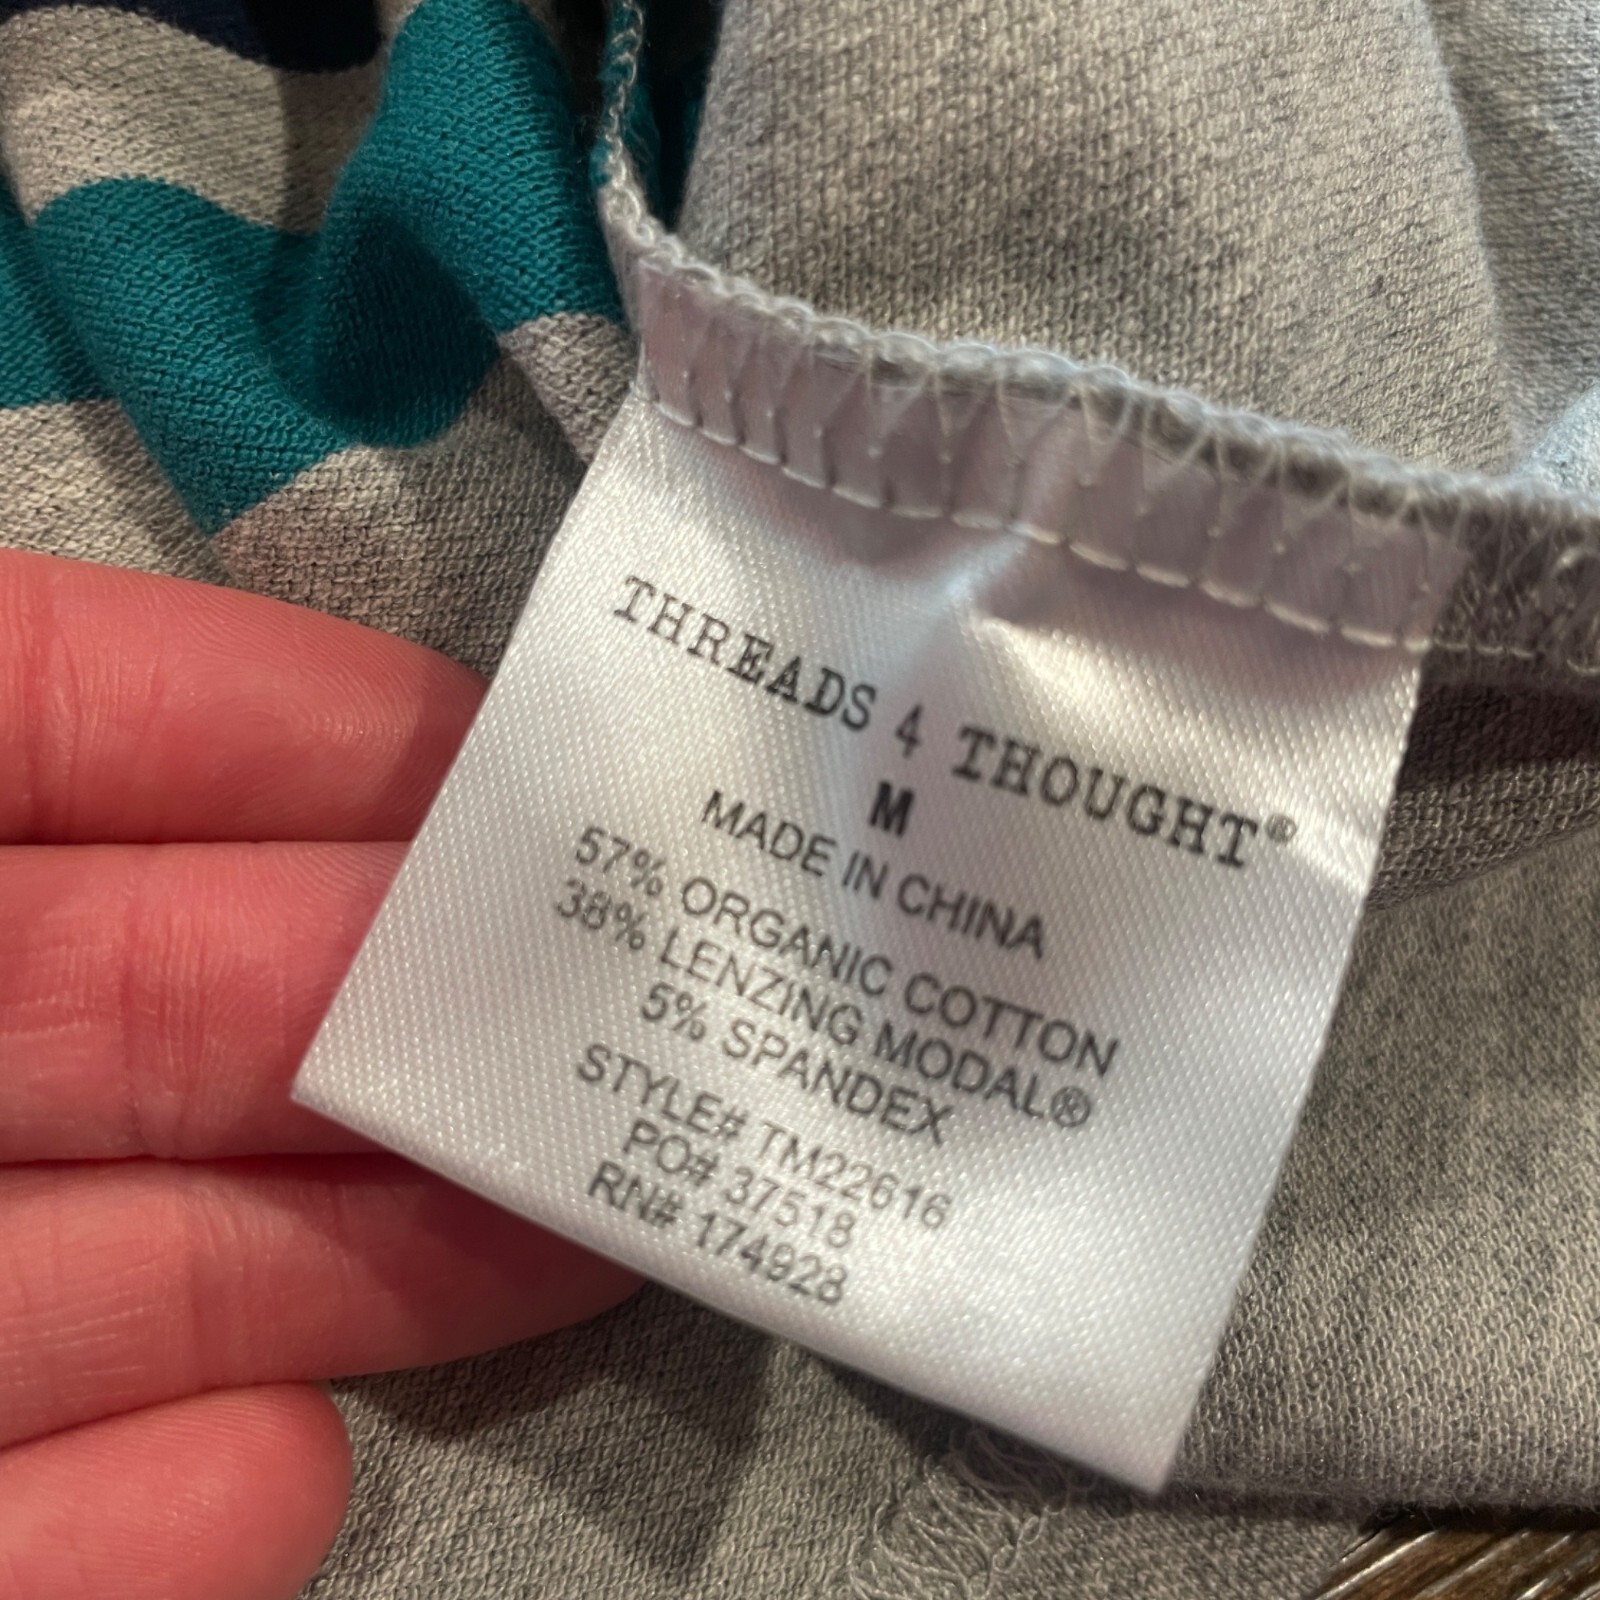 THREADS 4 THOUGHT®
M
MADE IN CHINA
57% ORGANIC COTTON
38% LENZING MODAL®
5% SPANDEX
STYLE# TM22616
PO# 37518
RN# 174928